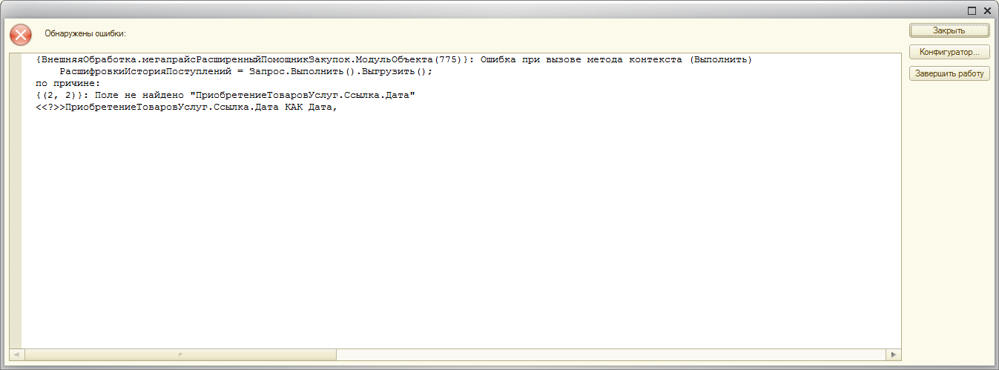 Обнаружены ошибки:
Закрыть
Конфигуратор...
Завершить работу
{ВнешняяОбработка.мегапрайсРасширенныйПомощникЗакупок.МодульОбъекта(775)}: Ошибка при вызове метода контекста (Выполнить)
РасшифровкиИсторияПоступлений = Запрос.Выполнить().Выгрузить();
по причине:
{(2, 2)}: Поле не найдено "ПриобретениеТоваровУслуг.Ссылка.Дата"
<<?>>ПриобретениеТоваровУслуг.Ссылка.Дата КАК Дата,